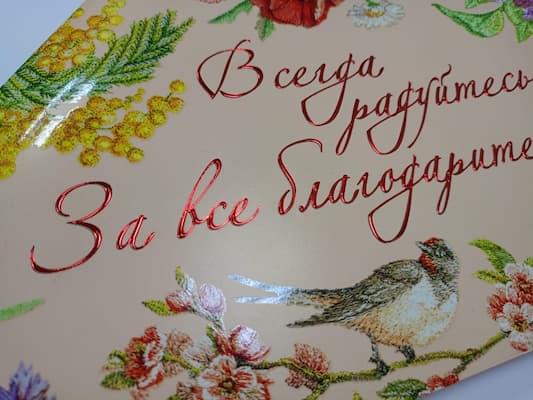 Всегда
радуйтесь
За все благодарите